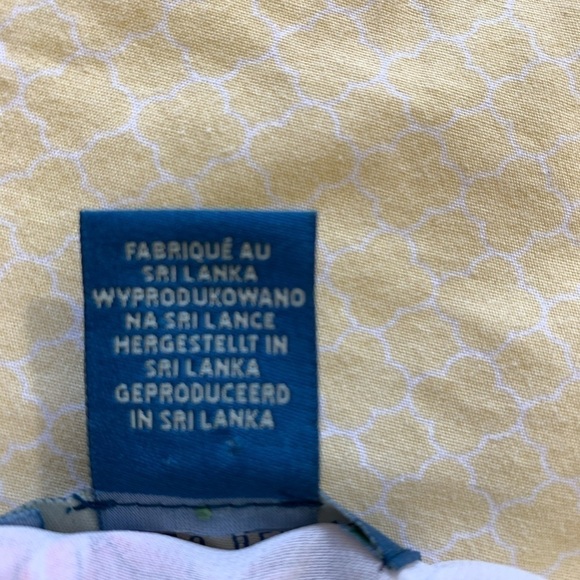 FABRIQUÉ AU
SRI LANKA
WYPRODUKOWANO
NA SRI LANCE
HERGESTELLT IN
SRI LANKA
GEPRODUCEERD
IN SRI LANKA